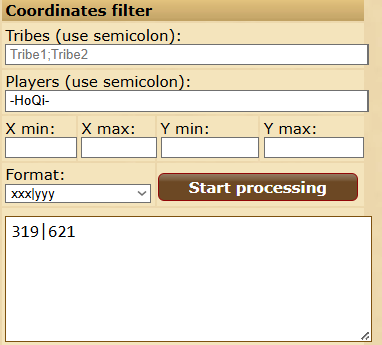 Coordinates filter
Tribes (use semicolon):
Tribe1;Tribe2
Players (use semicolon):
-HoQi-
X min: X max: Y min: Y max:
Format:
xxx|yyy Start processing
319|621